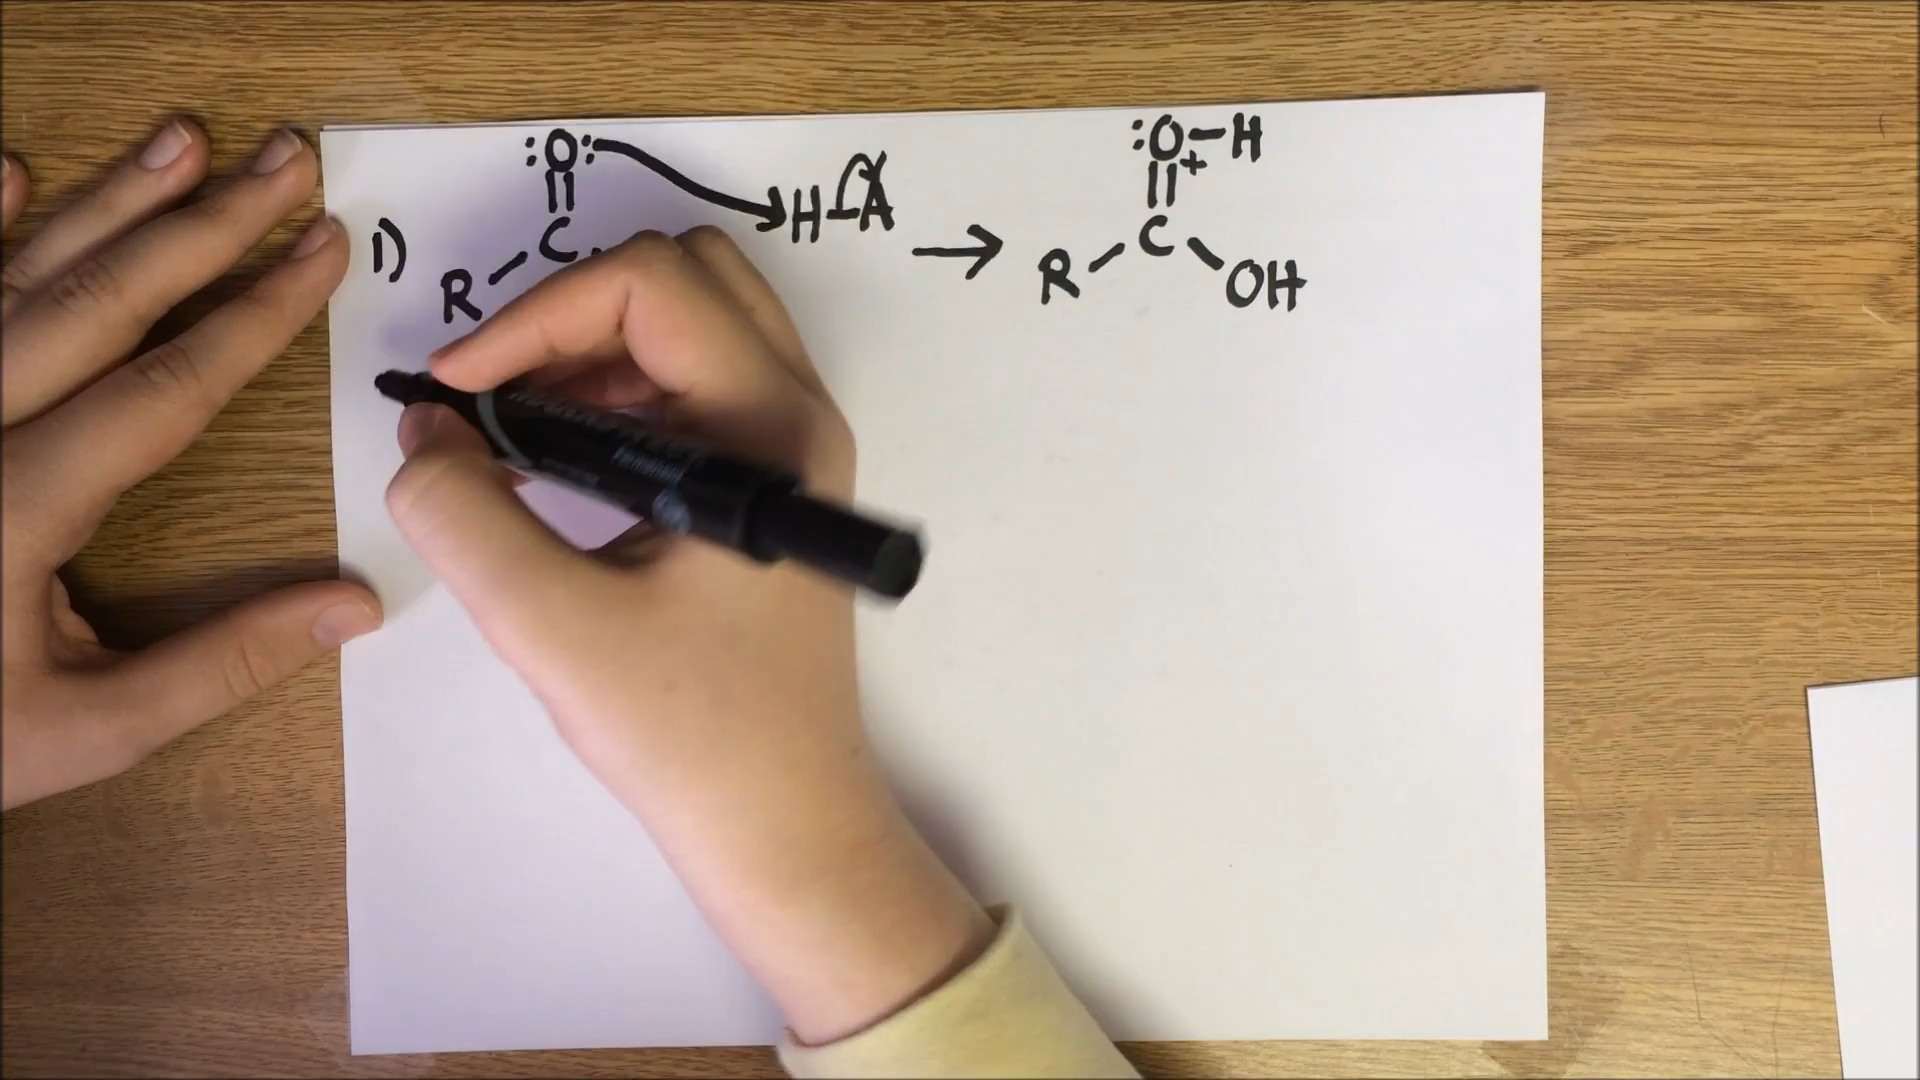 :O: :O-H
|| || +
1) R - C H-A → R - C - OH